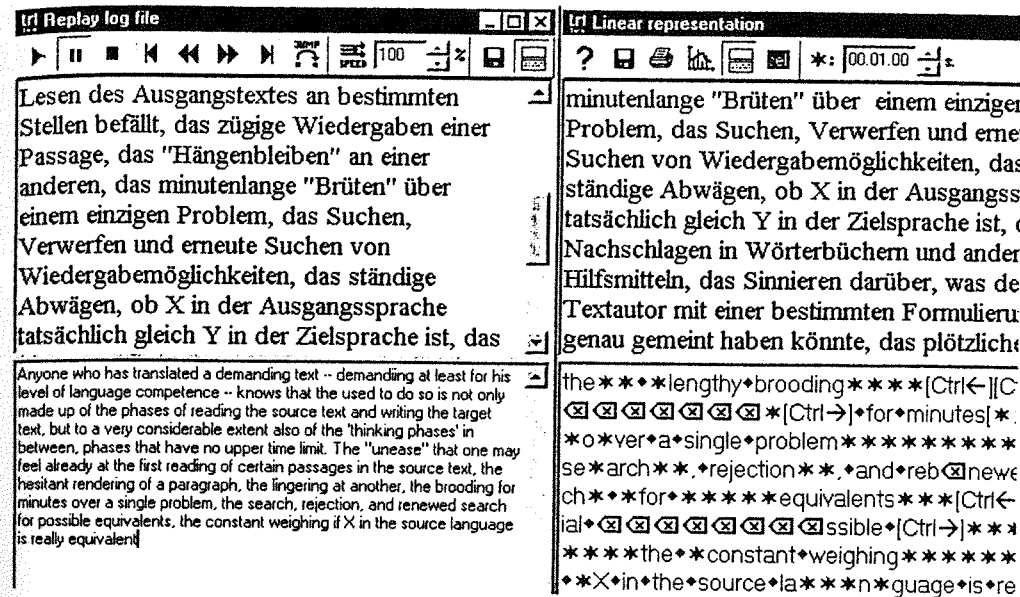 Replay log file
JUMP
SPEED
100
%
Lesen des Ausgangstextes an bestimmten
Stellen befällt, das zügige Wiedergaben einer
Passage, das "Hängenbleiben" an einer
anderen, das minutenlange "Brüten" über
einem einzigen Problem, das Suchen,
Verwerfen und erneute Suchen von
Wiedergabemöglichkeiten, das ständige
Abwägen, ob X in der Ausgangssprache
tatsächlich gleich Y in der Zielsprache ist, das
Anyone who has translated a demanding text -- demandiing at least for his
level of language competence -- knows that the used to do so is not only
made up of the phases of reading the source text and writing the target
text, but to a very considerable extent also of the 'thinking phases' in
between, phases that have no upper time limit. The "unease" that one may
feel already at the first reading of certain passages in the source text, the
hesitant rendering of a paragraph, the lingering at another, the brooding for
minutes over a single problem, the search, rejection, and renewed search
for possible equivalents, the constant weighing if X in the source language
is really equivalent
Linear representation
?
*: 00.01.00 s.
minutenlange "Brüten" über einem einziger
Problem, das Suchen, Verwerfen und erneu
Suchen von Wiedergabemöglichkeiten, das
ständige Abwägen, ob X in der Ausgangss
tatsächlich gleich Y in der Zielsprache ist, d
Nachschlagen in Wörterbüchern und ander
Hilfsmitteln, das Sinnieren darüber, was de
Textautor mit einer bestimmten Formulieru
genau gemeint haben könnte, das plötzliche
the✱✱⬥✱lengthy⬥brooding✱✱✱✱[Ctrl←][C
⌫⌫⌫⌫⌫⌫⌫✱[Ctrl→]⬥for⬥minutes[✱.
✱o✱ver⬥a⬥single⬥problem✱✱✱✱✱✱✱✱✱
se✱arch✱✱,⬥rejection✱✱,⬥and⬥reb⌫newe
ch✱⬥✱for⬥✱✱✱✱✱equivalents✱✱✱[Ctrl←
ial⬥⌫⌫⌫⌫⌫⌫⌫ssible⬥[Ctrl→]✱✱✱
✱✱✱✱the⬥✱constant⬥weighing✱✱✱✱✱✱
⬥✱X⬥in⬥the⬥source⬥la✱✱✱n✱guage⬥is⬥re